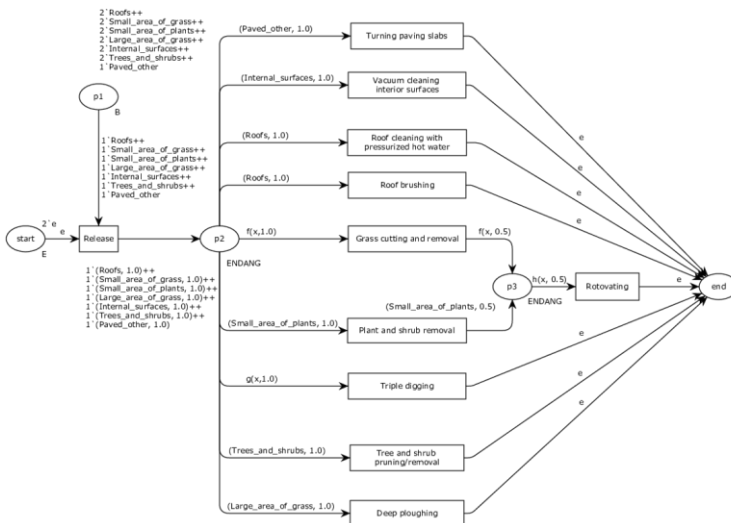 2`Roofs++
2`Small_area_of_grass++
2`Small_area_of_plants++
2`Large_area_of_grass++
2`Internal_surfaces++
2`Trees_and_shrubs++
1`Paved_other
p1
B
1`Roofs++
1`Small_area_of_grass++
1`Small_area_of_plants++
1`Large_area_of_grass++
1`Internal_surfaces++
1`Trees_and_shrubs++
1`Paved_other
start
2`e
e
E
Release
p2
ENDANG
1`(Roofs, 1.0)++
1`(Small_area_of_grass, 1.0)++
1`(Small_area_of_plants, 1.0)++
1`(Large_area_of_grass, 1.0)++
1`(Internal_surfaces, 1.0)++
1`(Trees_and_shrubs, 1.0)++
1`(Paved_other, 1.0)
(Paved_other, 1.0)
Turning paving slabs
e
(Internal_surfaces, 1.0)
Vacuum cleaning
interior surfaces
e
(Roofs, 1.0)
Roof cleaning with
pressurized hot water
e
(Roofs, 1.0)
Roof brushing
e
f(x,1.0)
Grass cutting and removal
f(x, 0.5)
p3
ENDANG
h(x, 0.5)
Rotovating
e
end
(Small_area_of_plants, 1.0)
Plant and shrub removal
(Small_area_of_plants, 0.5)
g(x,1.0)
Triple digging
e
(Trees_and_shrubs, 1.0)
Tree and shrub
pruning/removal
e
(Large_area_of_grass, 1.0)
Deep ploughing
e